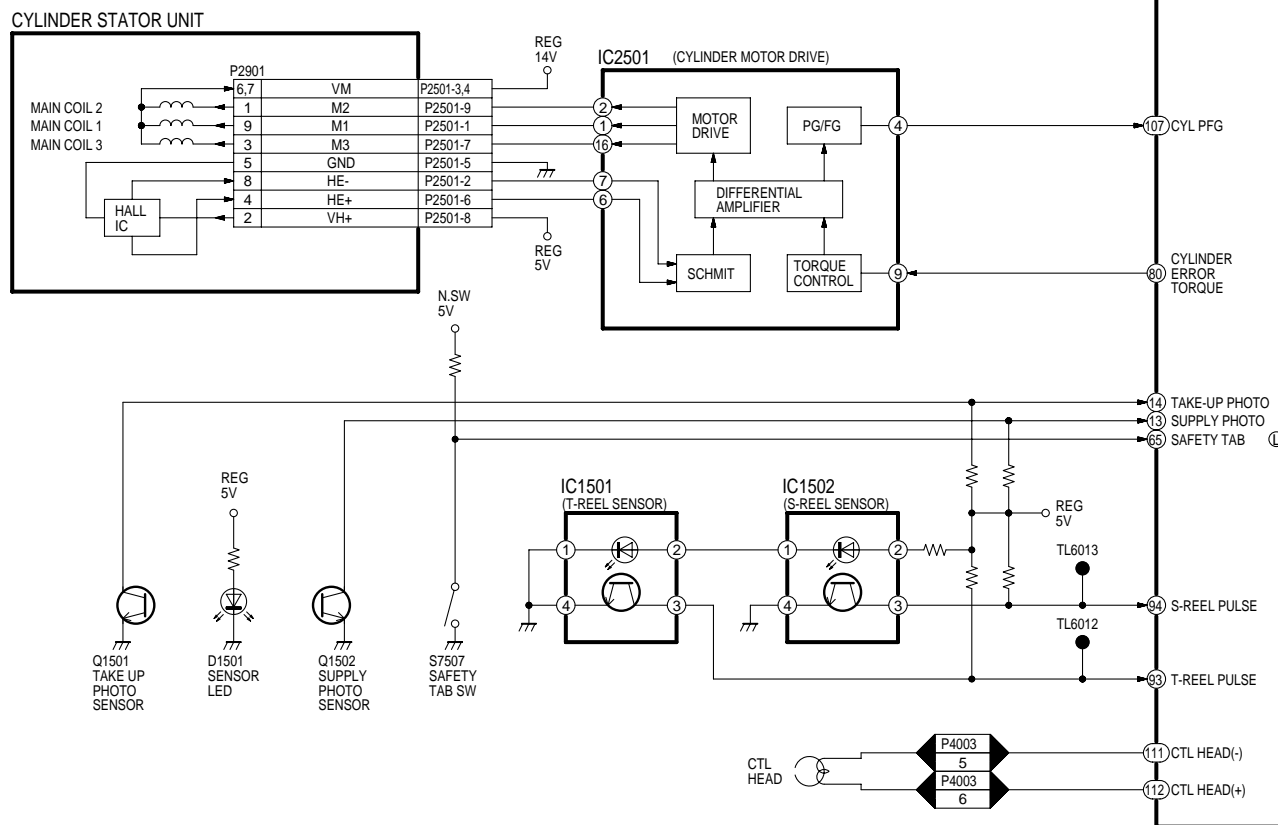 CYLINDER STATOR UNIT
P2901
6,7 VM P2501-3,4
1 M2 P2501-9
9 M1 P2501-1
3 M3 P2501-7
5 GND P2501-5
8 HE- P2501-2
4 HE+ P2501-6
2 VH+ P2501-8
MAIN COIL 2
MAIN COIL 1
MAIN COIL 3
HALL
IC
REG
14V
REG
5V
IC2501 (CYLINDER MOTOR DRIVE)
2
1
16
7
6
MOTOR
DRIVE
PG/FG
DIFFERENTIAL
AMPLIFIER
SCHMIT
TORQUE
CONTROL
4
9
107 CYL PFG
80 CYLINDER
ERROR
TORQUE
N.SW
5V
14 TAKE-UP PHOTO
13 SUPPLY PHOTO
65 SAFETY TAB
REG
5V
IC1501
(T-REEL SENSOR)
1 2
4 3
IC1502
(S-REEL SENSOR)
1 2
4 3
REG
5V
TL6013
94 S-REEL PULSE
TL6012
93 T-REEL PULSE
Q1501
TAKE UP
PHOTO
SENSOR
D1501
SENSOR
LED
Q1502
SUPPLY
PHOTO
SENSOR
S7507
SAFETY
TAB SW
CTL
HEAD
P4003
5
P4003
6
111 CTL HEAD(-)
112 CTL HEAD(+)